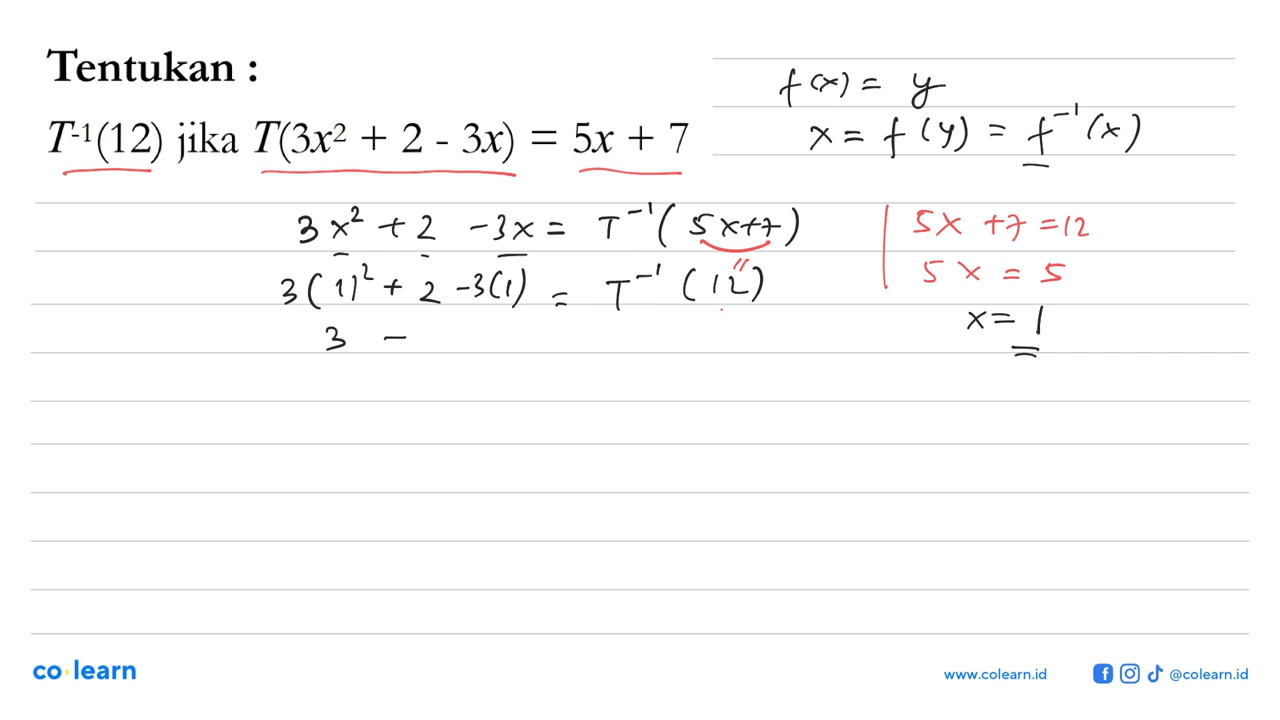 Tentukan :
T⁻¹(12) jika T(3x² + 2 - 3x) = 5x + 7
f(x) = y
x = f(y) = f⁻¹(x)
3x² + 2 - 3x = T⁻¹(5x+7)
3(1)² + 2 - 3(1) = T⁻¹(12)
3 -
5x + 7 = 12
5x = 5
x = 1
co learn
www.colearn.id
@colearn.id